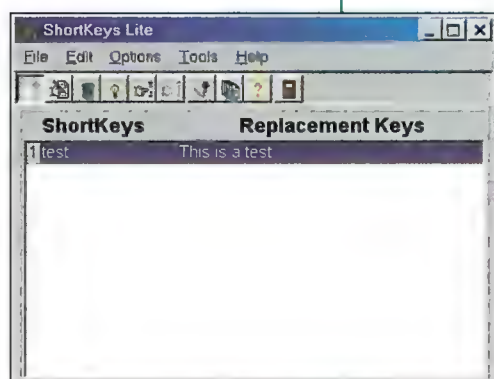 ShortKeys Lite
File Edit Options Tools Help
ShortKeys Replacement Keys
1 test This is a test